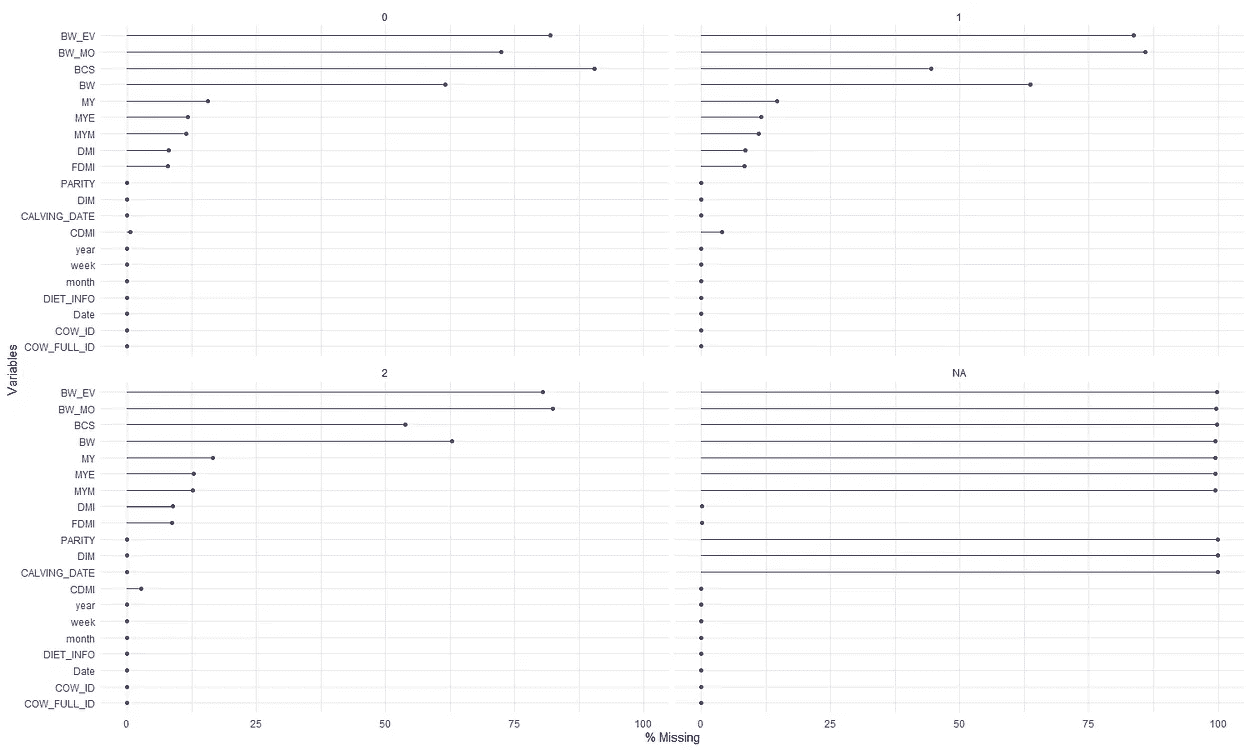 0
1
BW_EV
BW_MO
BCS
BW
MY
MYE
MYM
DMI
FDMI
PARITY
DIM
CALVING_DATE
CDMI
year
week
month
DIET_INFO
Date
COW_ID
COW_FULL_ID
Variables
2
NA
BW_EV
BW_MO
BCS
BW
MY
MYE
MYM
DMI
FDMI
PARITY
DIM
CALVING_DATE
CDMI
year
week
month
DIET_INFO
Date
COW_ID
COW_FULL_ID
0 25 50 75 100 0 25 50 75 100
% Missing